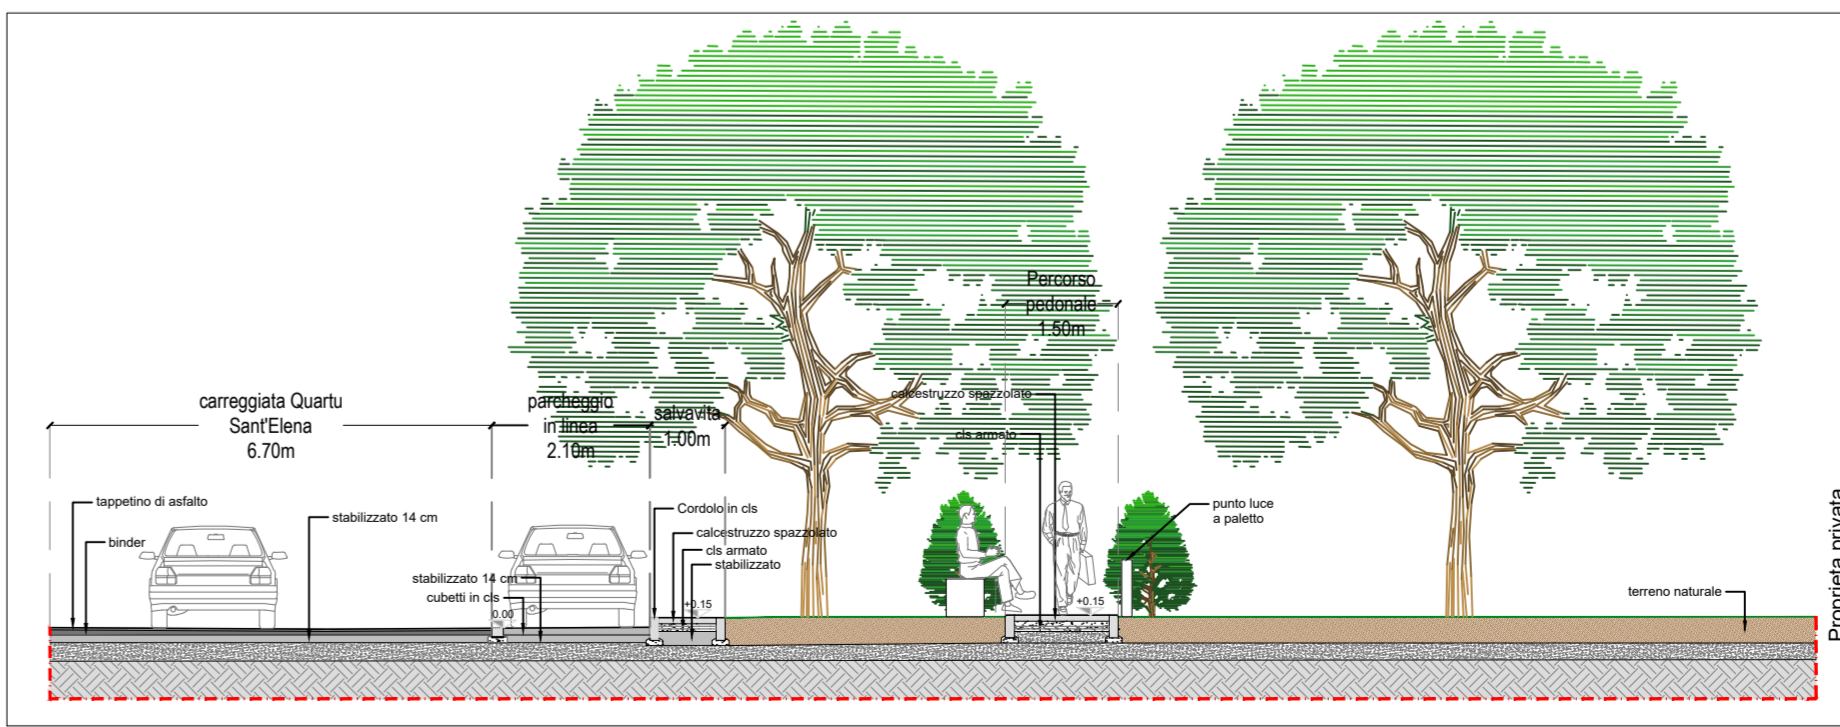 Percorso
pedonale
1.50m
carreggiata Quartu
Sant'Elena
6.70m
parcheggio
in linea
2.10m
salvavita
1.00m
calcestruzzo spazzolato
cls armato
tappetino di asfalto
binder
stabilizzato 14 cm
stabilizzato 14 cm
cubetti in cls
0.00
Cordolo in cls
calcestruzzo spazzolato
cls armato
stabilizzato
+0.15
+0.15
punto luce
a paletto
terreno naturale
Proprieta privata